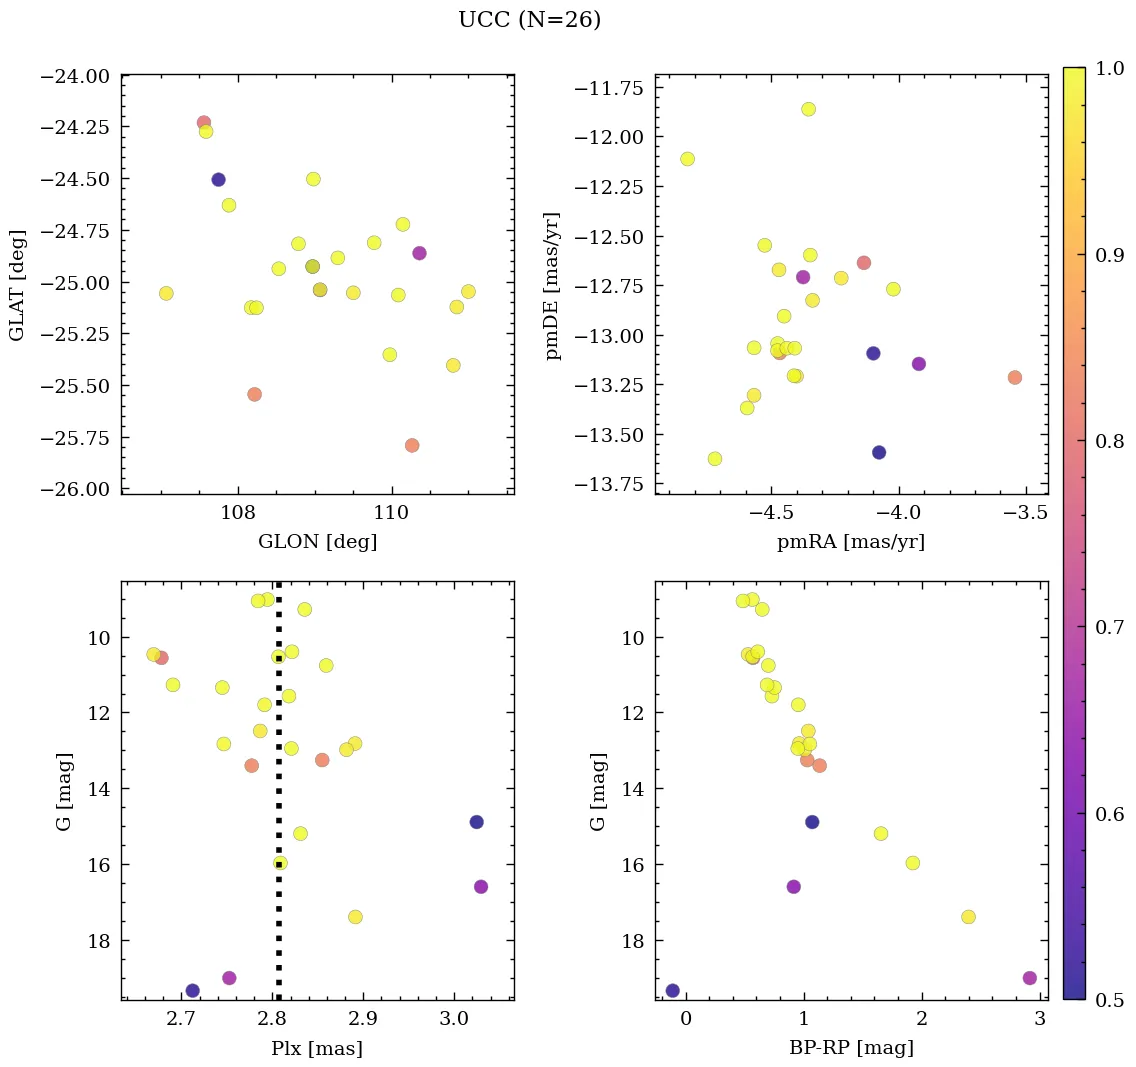 UCC (N=26)
−24.00
−24.25
−24.50
−24.75
−25.00
−25.25
−25.50
−25.75
−26.00
GLAT [deg]
108 110
GLON [deg]
−11.75
−12.00
−12.25
−12.50
−12.75
−13.00
−13.25
−13.50
−13.75
pmDE [mas/yr]
−4.5 −4.0 −3.5
pmRA [mas/yr]
1.0
0.9
0.8
0.7
0.6
0.5
10
12
14
16
18
G [mag]
2.7 2.8 2.9 3.0
Plx [mas]
10
12
14
16
18
G [mag]
0 1 2 3
BP-RP [mag]